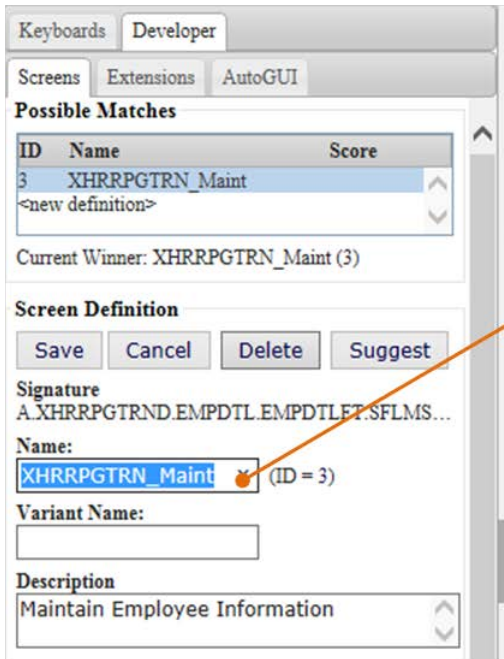 Keyboards Developer
Screens Extensions AutoGUI
Possible Matches
ID Name Score
3 XHRRPGTRN_Maint
<new definition>
Current Winner: XHRRPGTRN_Maint (3)
Screen Definition
Save Cancel Delete Suggest
Signature
A.XHRRPGTRND.EMPDTL.EMPDTLFT.SFLMS...
Name:
XHRRPGTRN_Maint (ID = 3)
Variant Name:
Description
Maintain Employee Information